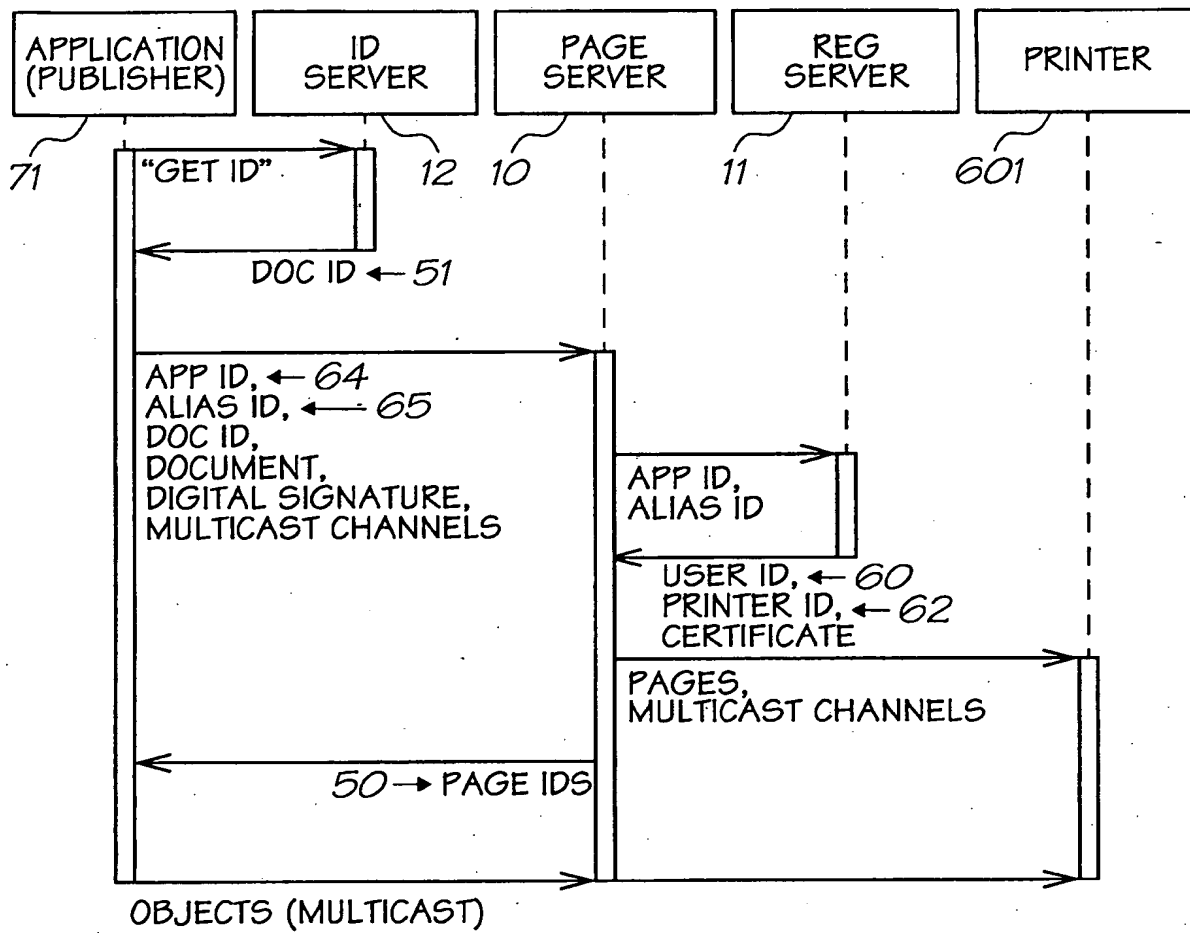 APPLICATION
(PUBLISHER)
ID
SERVER
PAGE
SERVER
REG
SERVER
PRINTER
71
12
10
11
601
"GET ID"
DOC ID ← 51
APP ID, ← 64
ALIAS ID, ← 65
DOC ID,
DOCUMENT,
DIGITAL SIGNATURE,
MULTICAST CHANNELS
APP ID,
ALIAS ID
USER ID, ← 60
PRINTER ID, ← 62
CERTIFICATE
PAGES,
MULTICAST CHANNELS
50 → PAGE IDS
OBJECTS (MULTICAST)